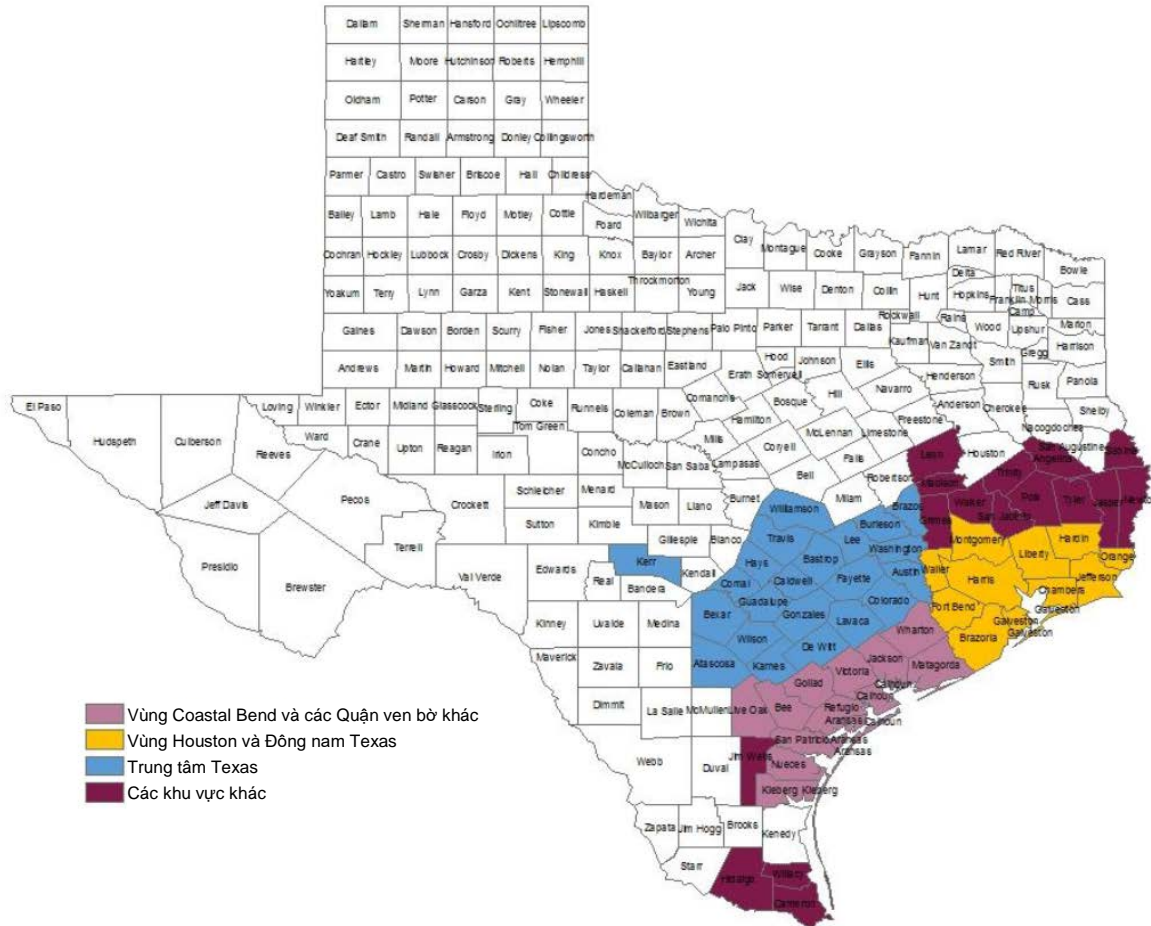 Dallam Sherman Hansford Ochiltree Lipscomb
Hartley Moore Hutchinson Roberts Hemphill
Oldham Potter Carson Gray Wheeler
Deaf Smith Randall Armstrong Donley Collingsworth
Parmer Castro Swisher Briscoe Hall Childress
Hardeman
Bailey Lamb Hale Floyd Motley Cottle Foard Wilbarger Wichita
Clay Montague Cooke Grayson Fannin Lamar Red River Bowie
Cochran Hockley Lubbock Crosby Dickens King Knox Baylor Archer
Delta Titus
Yoakum Terry Lynn Garza Kent Stonewall Haskell Throckmorton Young Jack Wise Denton Collin Hunt Hopkins Franklin Morris Cass
Rockwall Rains Camp
Gaines Dawson Borden Scurry Fisher Jones Shackelford Stephens Palo Pinto Parker Tarrant Dallas Kaufman Van Zandt Wood Upshur Marion
Gregg Harrison
Andrews Martin Howard Mitchell Nolan Taylor Callahan Eastland Erath Hood Somervell Johnson Ellis Henderson Smith Rusk Panola
El Paso Hudspeth Culberson Loving Winkler Ector Midland Glasscock Sterling Coke Runnels Coleman Brown Comanche Hamilton Bosque Hill Navarro Freestone Anderson Cherokee Nacogdoches Shelby
Reeves Ward Crane Upton Reagan Irion Tom Green Concho McCulloch San Saba Mills Lampasas Coryell McLennan Limestone Falls Leon Houston San Augustine Sabine
Angelina Trinity
Jeff Davis Pecos Crockett Schleicher Menard Mason Llano Burnet Bell Milam Robertson Madison Walker Polk Tyler Jasper Newton
San Jacinto Grimes
Presidio Brewster Terrell Val Verde Sutton Kimble Gillespie Blanco Williamson Travis Lee Burleson Brazos Washington Montgomery Liberty Hardin Orange
Edwards Kerr Real Bandera Kendall Hays Comal Bastrop Caldwell Fayette Austin Waller Harris Chambers Jefferson
Galveston
Kinney Uvalde Medina Bexar Guadalupe Gonzales Colorado Lavaca Fort Bend Brazoria Galveston
Galveston
Maverick Zavala Frio Atascosa Wilson Karnes De Witt Wharton Jackson Matagorda
Victoria Goliad Calhoun
Calhoun
Calhoun
Dimmit La Salle McMullen Live Oak Bee Refugio
Aransas
Aransas
Aransas
San Patricio
Webb Duval Jim Wells Nueces
Kleberg Kleberg
Zapata Jim Hogg Brooks Kenedy
Starr Hidalgo Willacy
Cameron
Vùng Coastal Bend và các Quận ven bờ khác
Vùng Houston và Đông nam Texas
Trung tâm Texas
Các khu vực khác